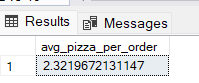 Results Messages
avg_pizza_per_order
1 2.3219672131147